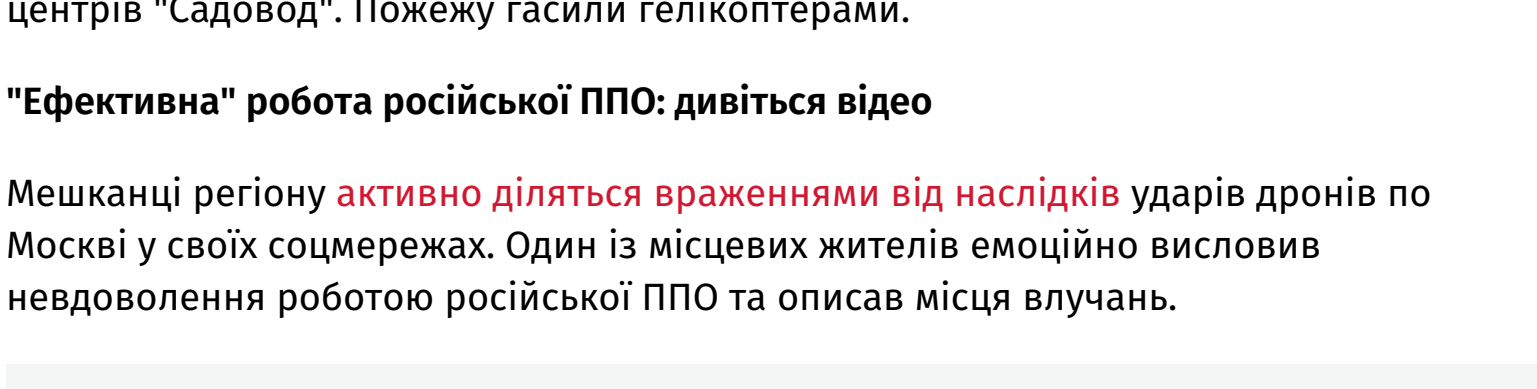 центрів "Садовод". Пожежу гасили гелікоптерами.
"Ефективна" робота російської ППО: дивіться відео
Мешканці регіону активно діляться враженнями від наслідків ударів дронів по
Москві у своїх соцмережах. Один із місцевих жителів емоційно висловив
невдоволення роботою російської ППО та описав місця влучань.